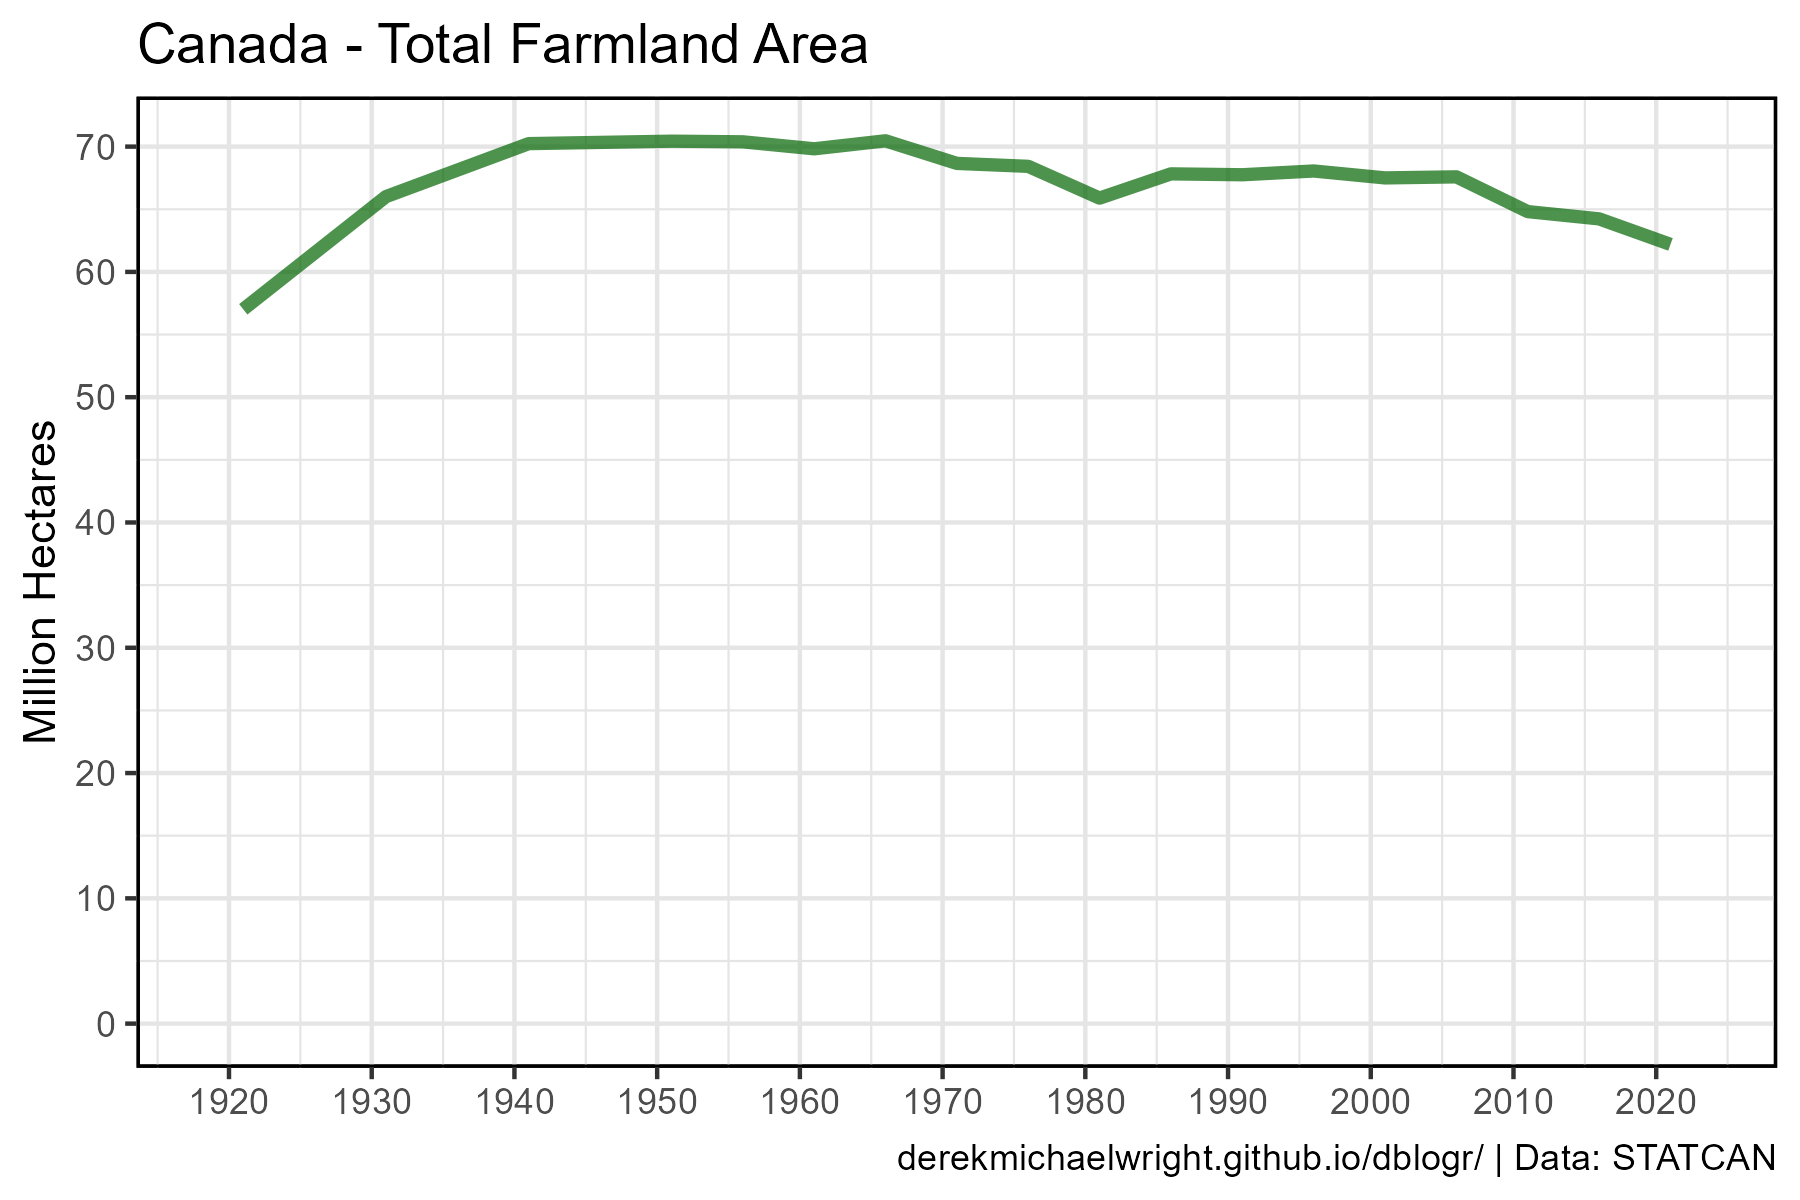 Canada - Total Farmland Area
Million Hectares
70
60
50
40
30
20
10
0
1920 1930 1940 1950 1960 1970 1980 1990 2000 2010 2020
derekmichaelwright.github.io/dblogr/ | Data: STATCAN